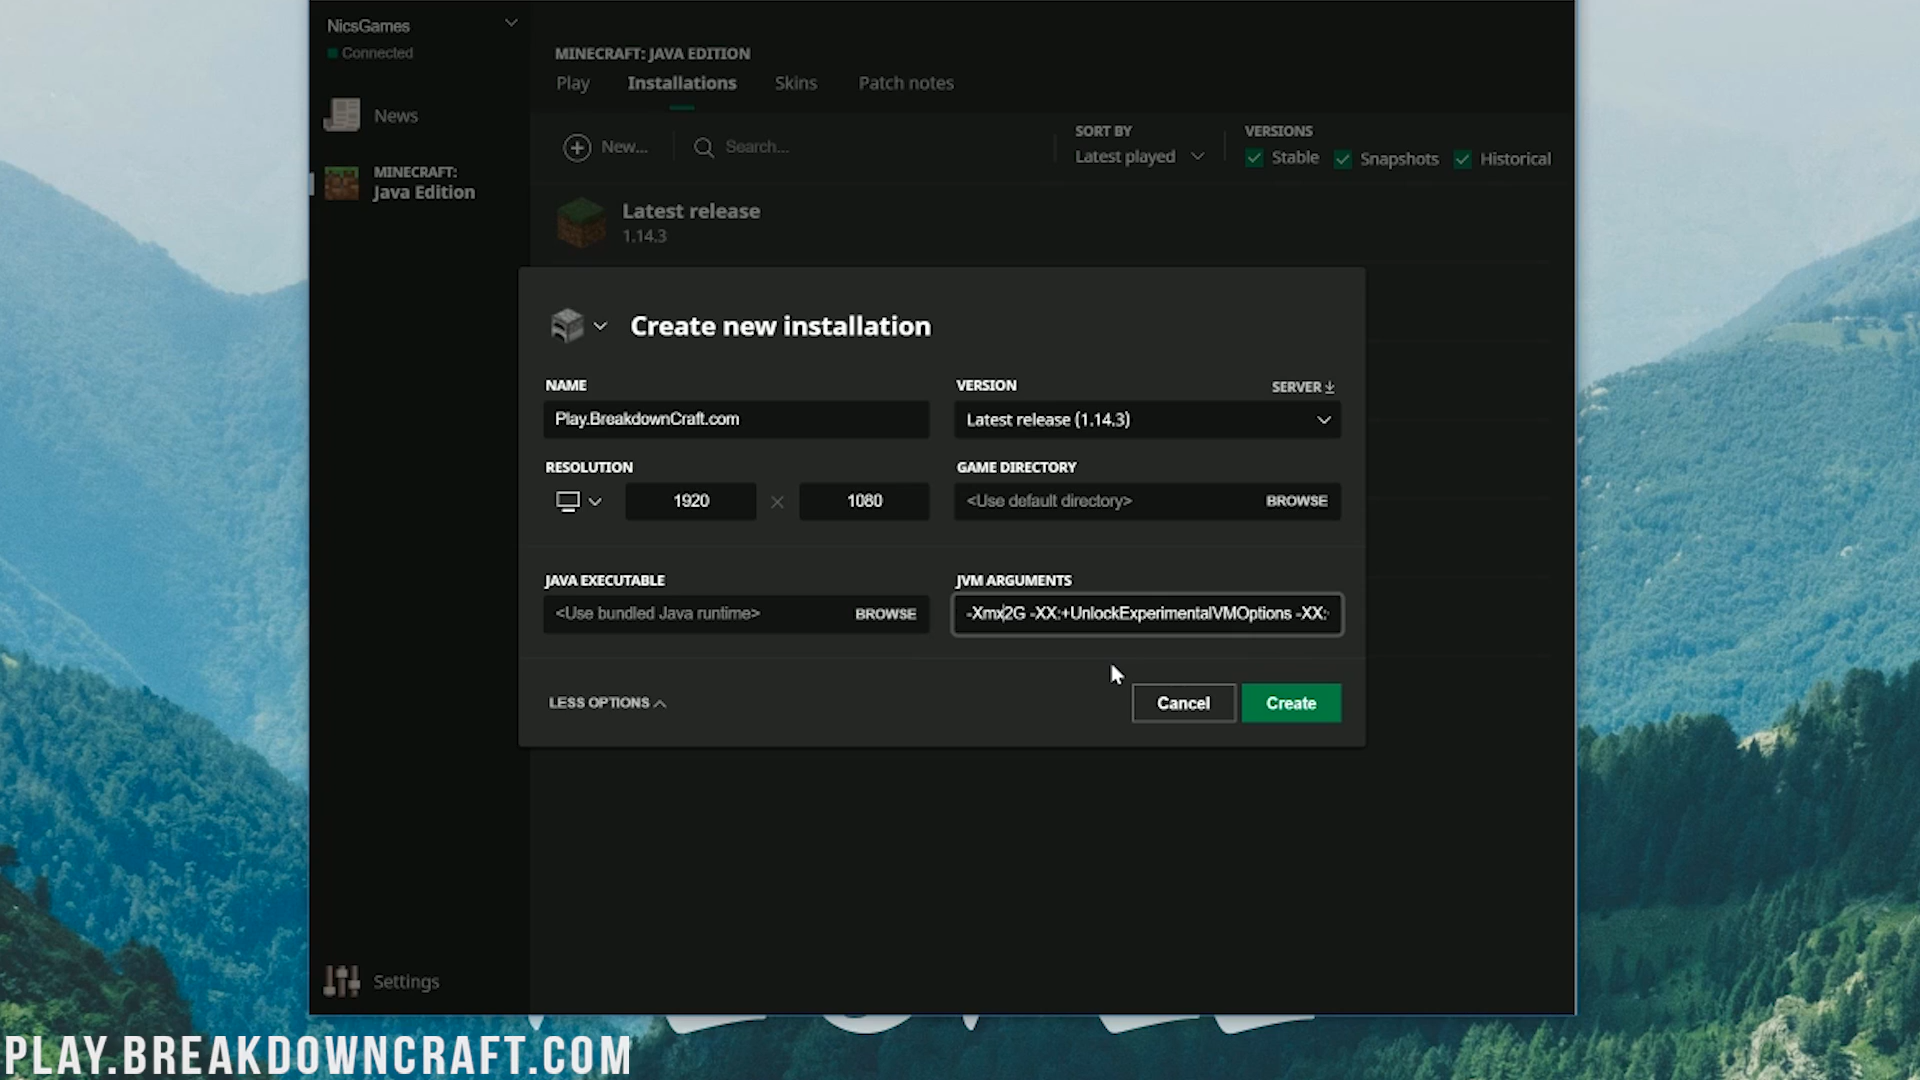 NicsGames
Connected
News
MINECRAFT:
Java Edition
MINECRAFT: JAVA EDITION
Play Installations Skins Patch notes
New... Search...
SORT BY
Latest played
VERSIONS
Stable Snapshots Historical
Latest release
1.14.3
Create new installation
NAME
Play.BreakdownCraft.com
VERSION SERVER
Latest release (1.14.3)
RESOLUTION
1920 × 1080
GAME DIRECTORY
<Use default directory> BROWSE
JAVA EXECUTABLE
<Use bundled Java runtime> BROWSE
JVM ARGUMENTS
-Xmx2G -XX:+UnlockExperimentalVMOptions -XX:
LESS OPTIONS Cancel Create
Settings
PLAY.BREAKDOWNCRAFT.COM